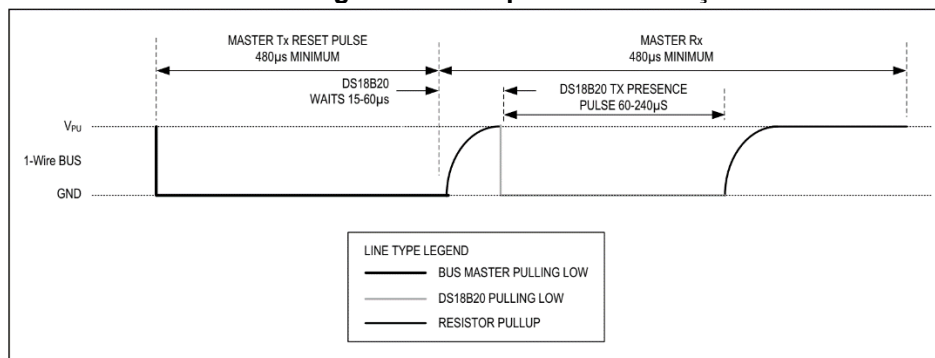 MASTER Tx RESET PULSE
480µs MINIMUM
MASTER Rx
480µs MINIMUM
DS18B20
WAITS 15-60µs
DS18B20 TX PRESENCE
PULSE 60-240µS
VPU
1-Wire BUS
GND
LINE TYPE LEGEND
BUS MASTER PULLING LOW
DS18B20 PULLING LOW
RESISTOR PULLUP